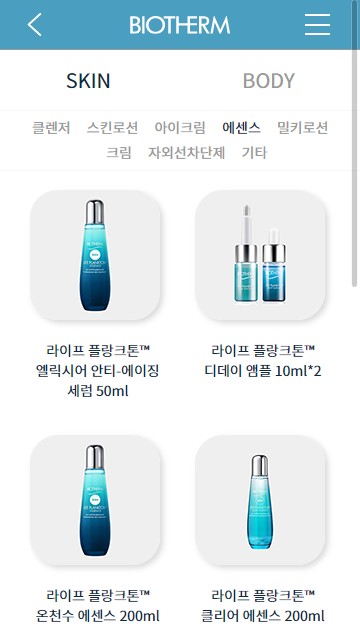 BIOTHERM
SKIN BODY
클렌저 스킨로션 아이크림 에센스 밀키로션
크림 자외선차단제 기타
라이프 플랑크톤™
엘릭시어 안티-에이징
세럼 50ml
라이프 플랑크톤™
디데이 앰플 10ml*2
라이프 플랑크톤™
온천수 에센스 200ml
라이프 플랑크톤™
클리어 에센스 200ml